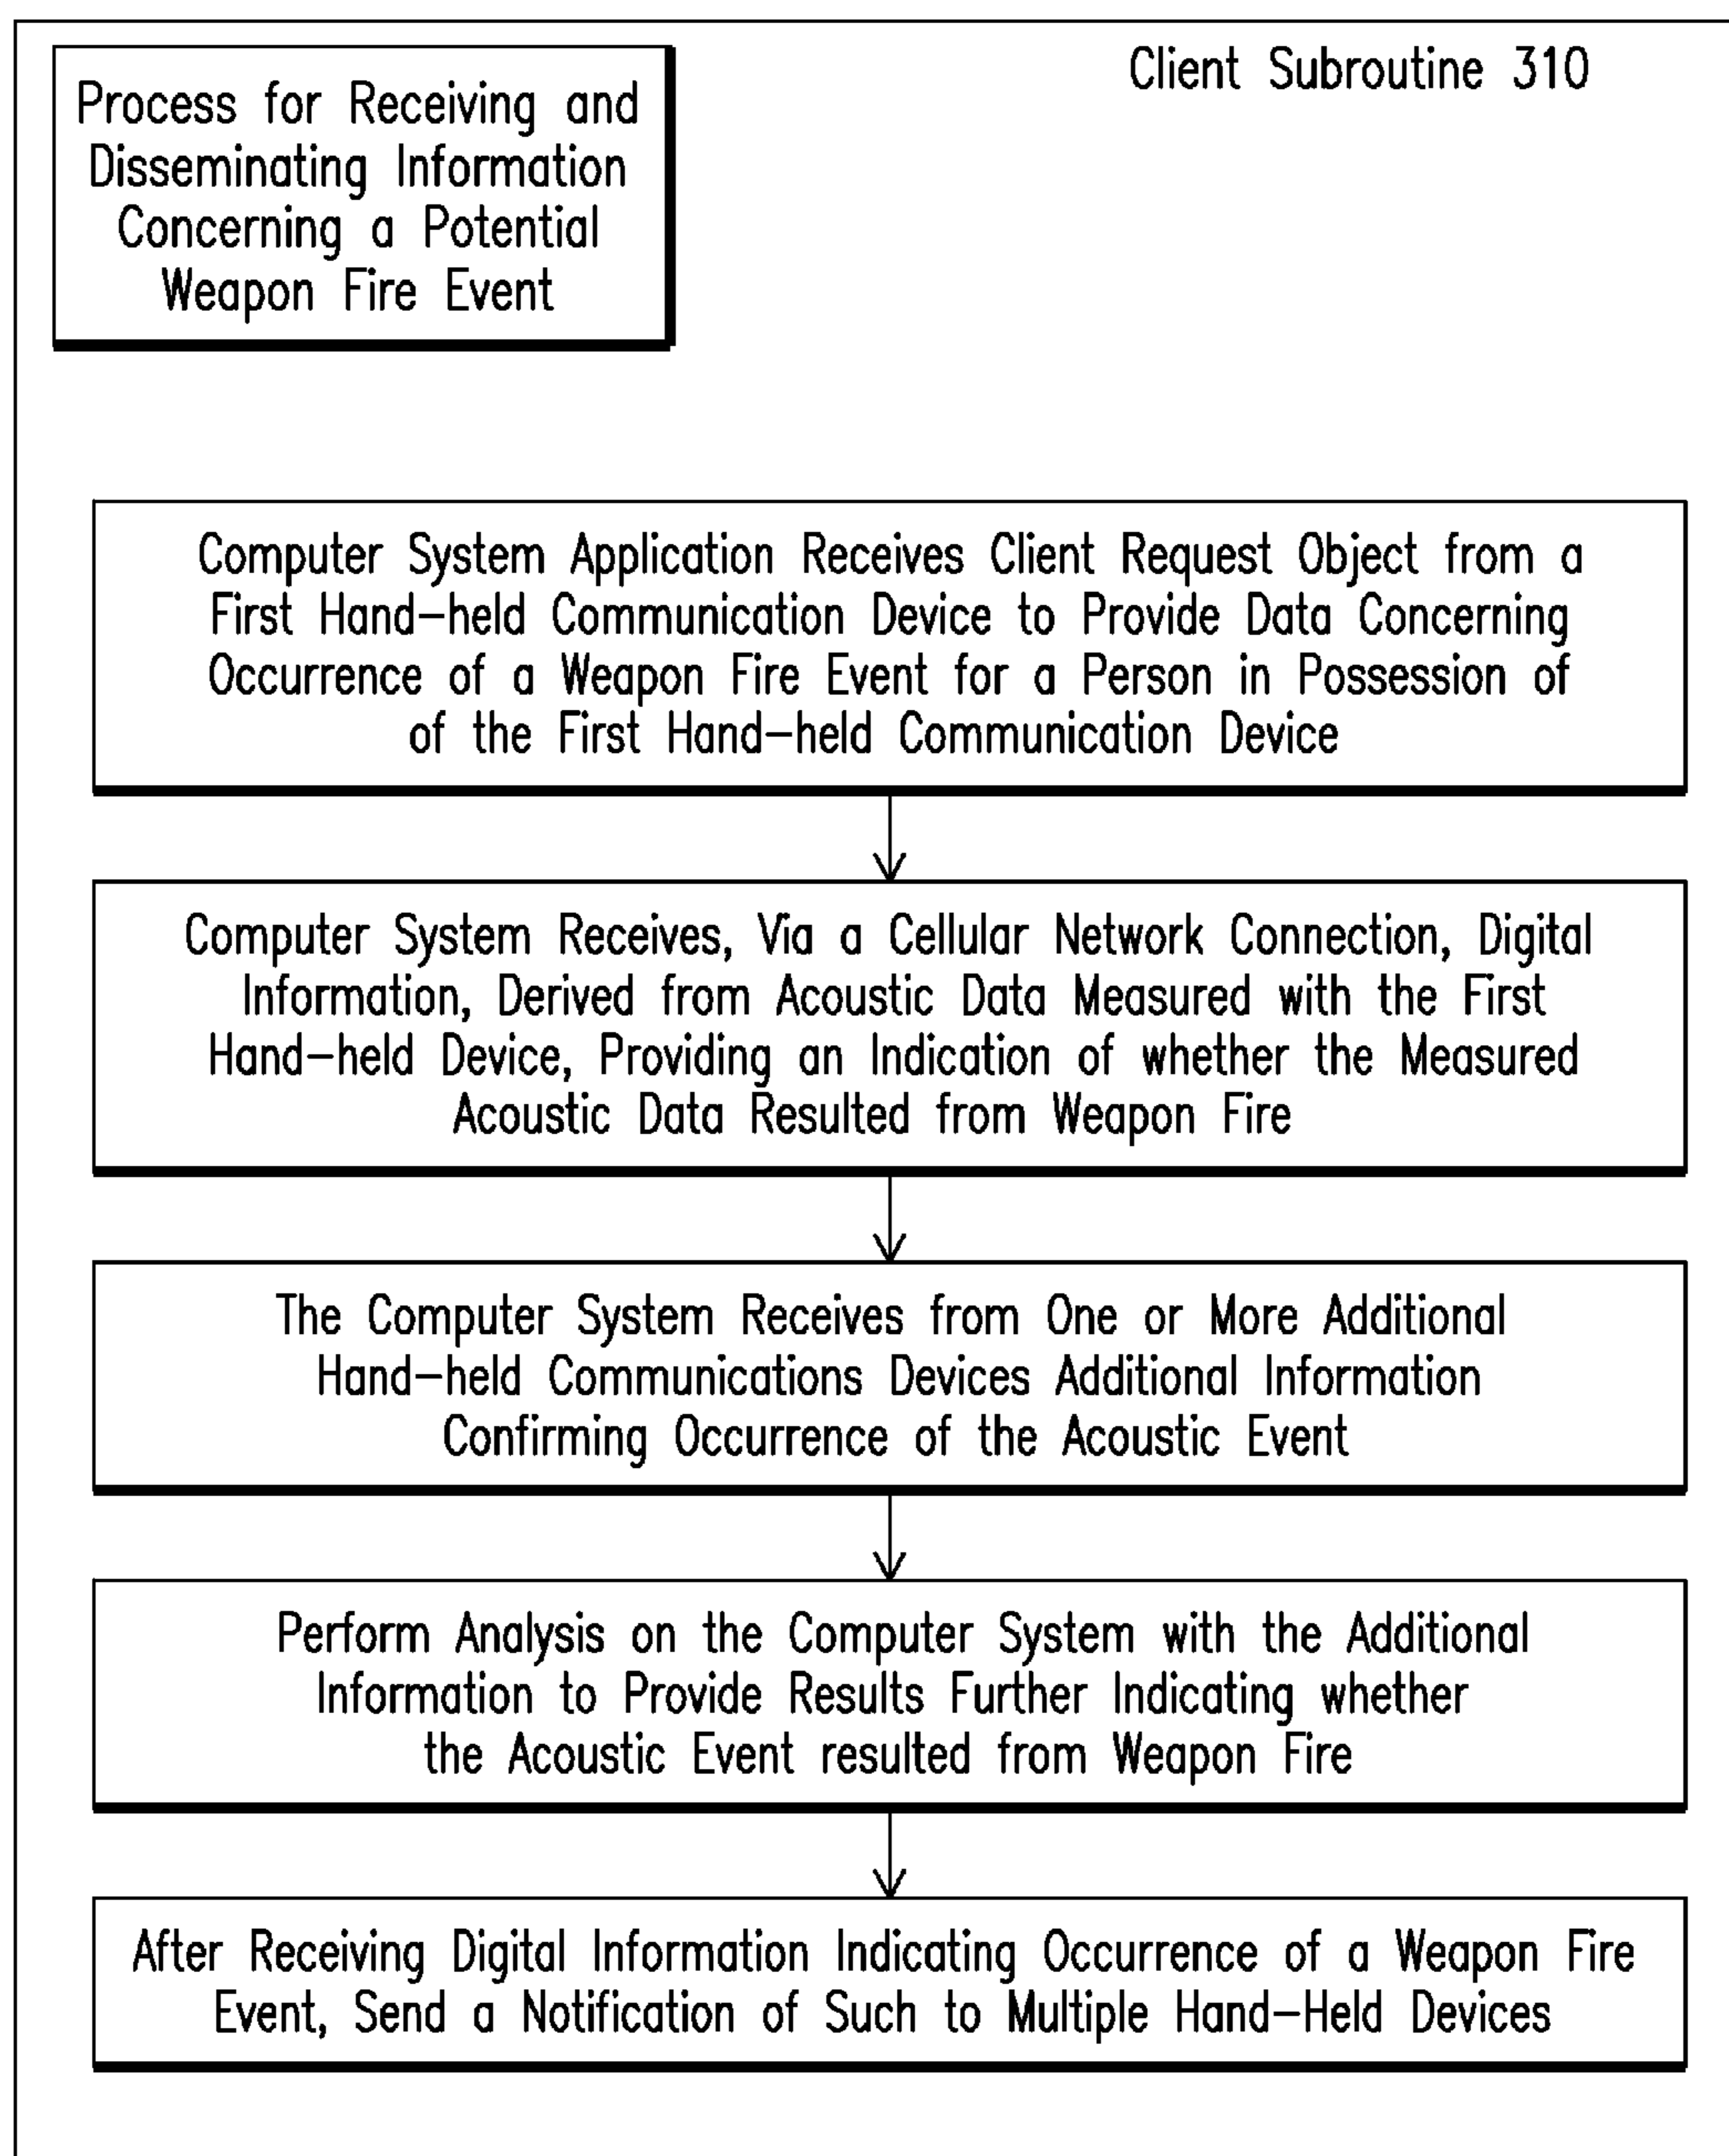 Process for Receiving and
Disseminating Information
Concerning a Potential
Weapon Fire Event
Client Subroutine 310
Computer System Application Receives Client Request Object from a
First Hand-held Communication Device to Provide Data Concerning
Occurrence of a Weapon Fire Event for a Person in Possession of
of the First Hand-held Communication Device
Computer System Receives, Via a Cellular Network Connection, Digital
Information, Derived from Acoustic Data Measured with the First
Hand-held Device, Providing an Indication of whether the Measured
Acoustic Data Resulted from Weapon Fire
The Computer System Receives from One or More Additional
Hand-held Communications Devices Additional Information
Confirming Occurrence of the Acoustic Event
Perform Analysis on the Computer System with the Additional
Information to Provide Results Further Indicating whether
the Acoustic Event resulted from Weapon Fire
After Receiving Digital Information Indicating Occurrence of a Weapon Fire
Event, Send a Notification of Such to Multiple Hand-Held Devices